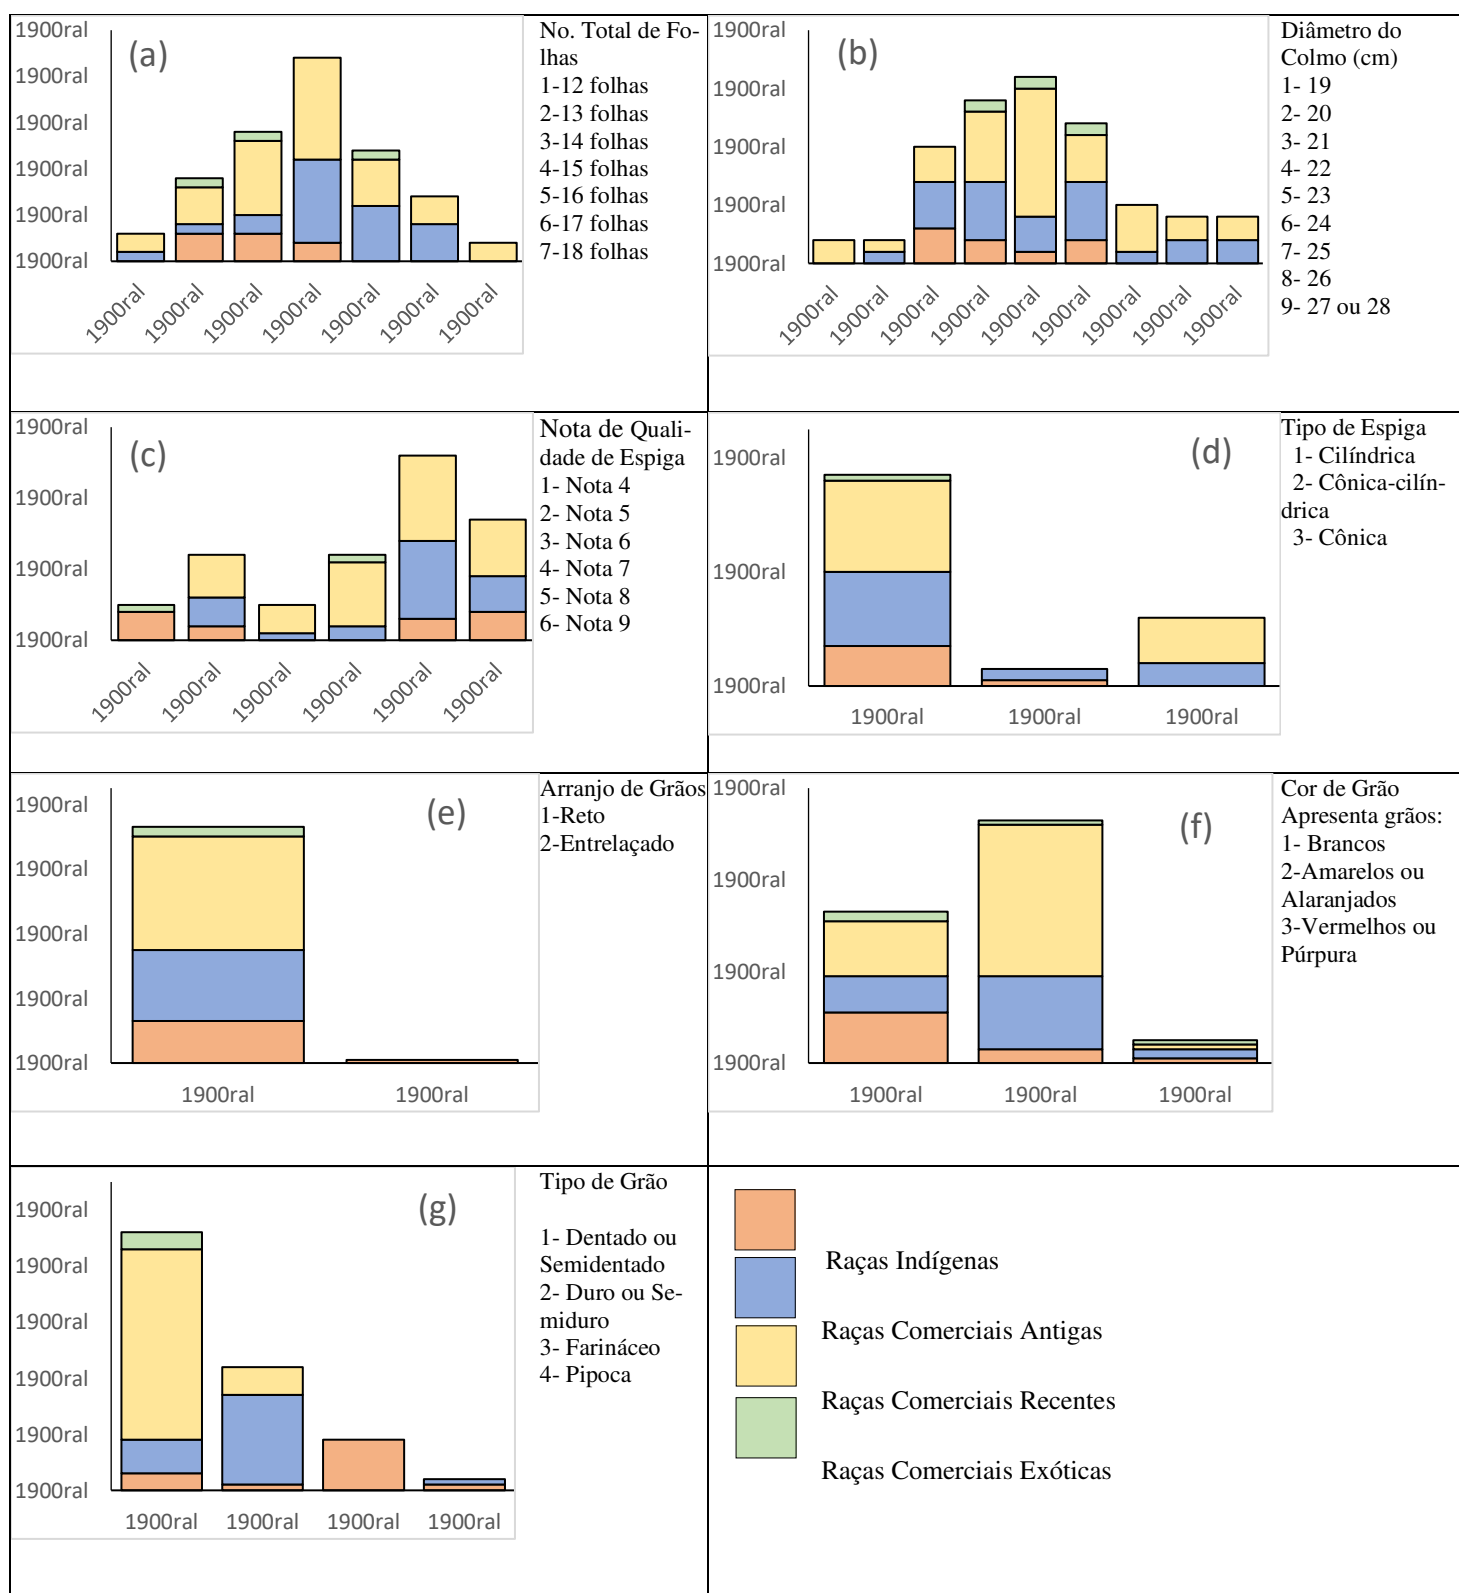 1900ral
1900ral
1900ral
1900ral
1900ral
1900ral
(a)
1900ral
1900ral
1900ral
1900ral
1900ral
1900ral
1900ral
No. Total de Fo-
lhas
1-12 folhas
2-13 folhas
3-14 folhas
4-15 folhas
5-16 folhas
6-17 folhas
7-18 folhas
1900ral
1900ral
1900ral
1900ral
1900ral
(b)
1900ral
1900ral
1900ral
1900ral
1900ral
1900ral
1900ral
1900ral
1900ral
Diâmetro do
Colmo (cm)
1- 19
2- 20
3- 21
4- 22
5- 23
6- 24
7- 25
8- 26
9- 27 ou 28
1900ral
1900ral
1900ral
1900ral
(c)
1900ral
1900ral
1900ral
1900ral
1900ral
1900ral
Nota de Quali-
dade de Espiga
1- Nota 4
2- Nota 5
3- Nota 6
4- Nota 7
5- Nota 8
6- Nota 9
1900ral
1900ral
1900ral
(d)
1900ral
1900ral
1900ral
Tipo de Espiga
1- Cilíndrica
2- Cônica-cilín-
drica
3- Cônica
1900ral
1900ral
1900ral
1900ral
1900ral
(e)
1900ral
1900ral
Arranjo de Grãos
1-Reto
2-Entrelaçado
1900ral
1900ral
1900ral
1900ral
(f)
1900ral
1900ral
1900ral
Cor de Grão
Apresenta grãos:
1- Brancos
2-Amarelos ou
Alaranjados
3-Vermelhos ou
Púrpura
1900ral
1900ral
1900ral
1900ral
1900ral
1900ral
(g)
1900ral
1900ral
1900ral
1900ral
Tipo de Grão
1- Dentado ou
Semidentado
2- Duro ou Se-
miduro
3- Farináceo
4- Pipoca
Raças Indígenas
Raças Comerciais Antigas
Raças Comerciais Recentes
Raças Comerciais Exóticas